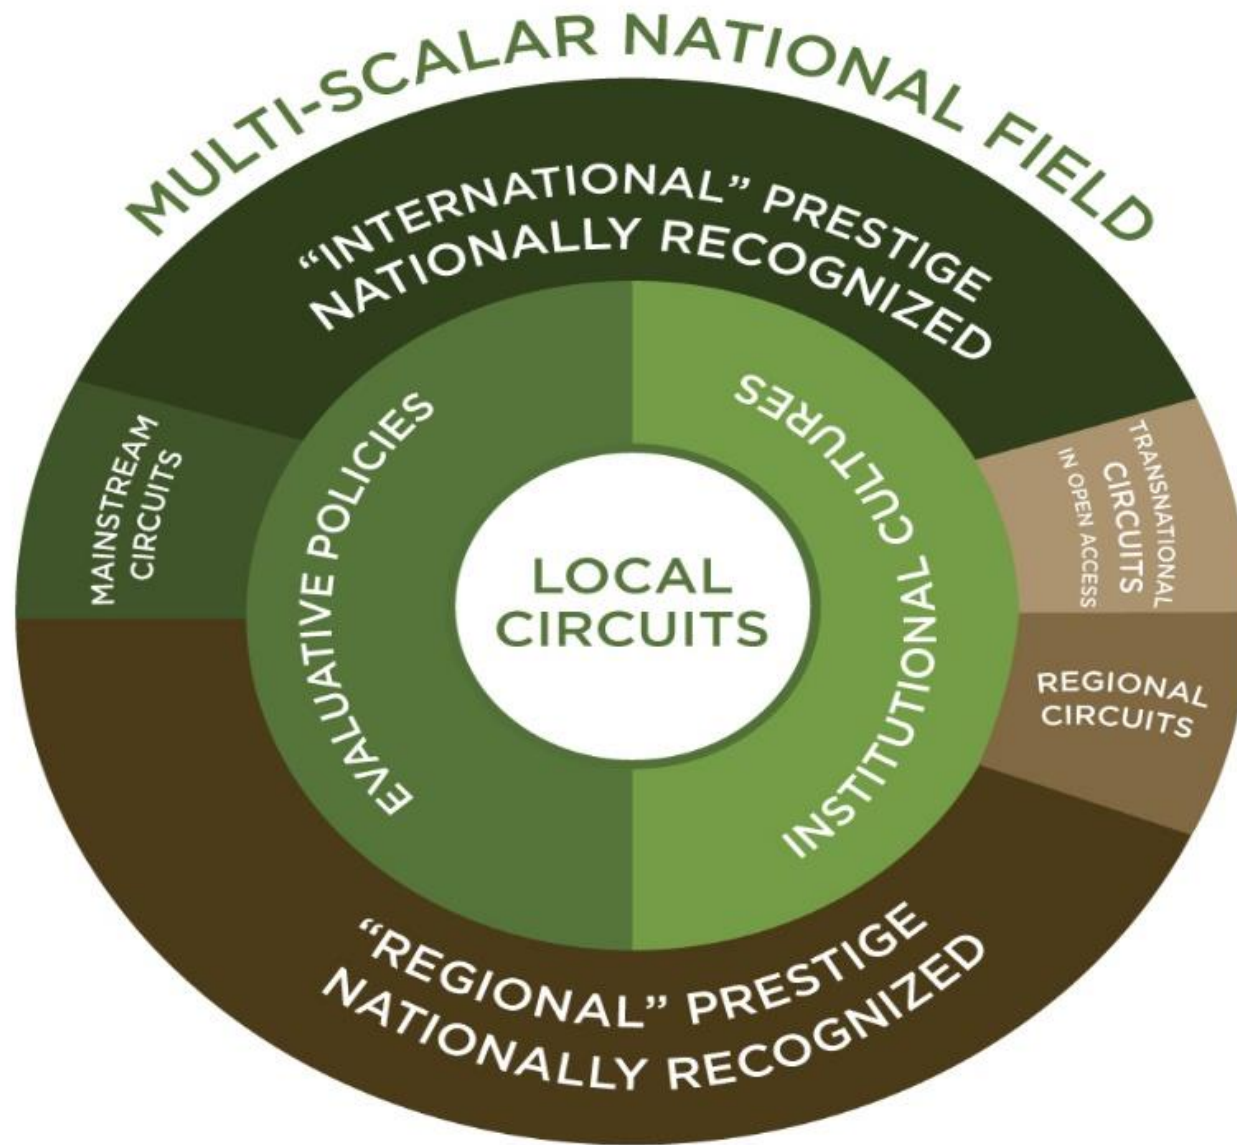 MULTI-SCALAR NATIONAL FIELD
“INTERNATIONAL” PRESTIGE
NATIONALLY RECOGNIZED
MAINSTREAM
CIRCUITS
EVALUATIVE POLICIES
LOCAL
CIRCUITS
INSTITUTIONAL CULTURES
TRANSNATIONAL
CIRCUITS
IN OPEN ACCESS
REGIONAL
CIRCUITS
“REGIONAL” PRESTIGE
NATIONALLY RECOGNIZED